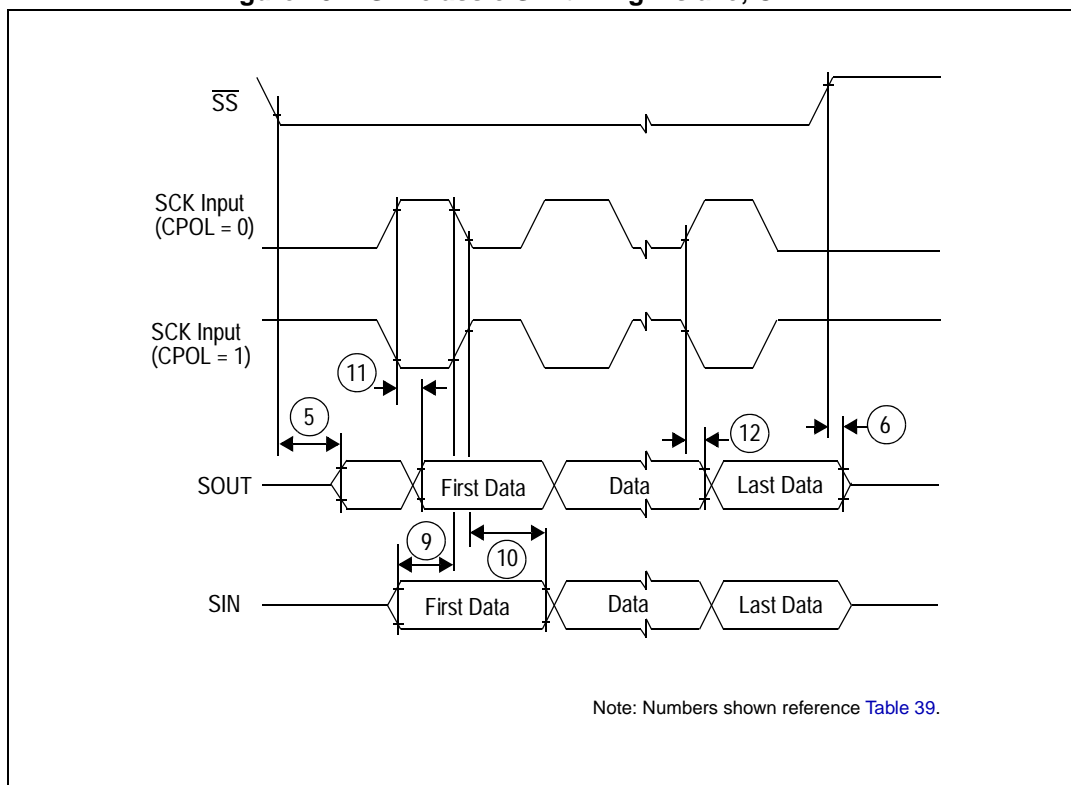 SS
SCK Input
(CPOL = 0)
SCK Input
(CPOL = 1)
11
5
12
6
SOUT
First Data
Data
Last Data
9
10
SIN
First Data
Data
Last Data
Note: Numbers shown reference Table 39.